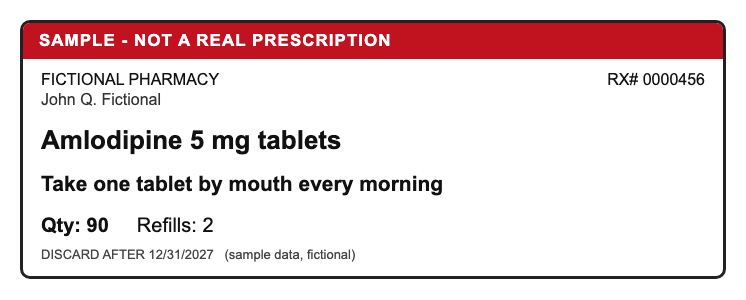 SAMPLE - NOT A REAL PRESCRIPTION
FICTIONAL PHARMACY RX# 0000456
John Q. Fictional
Amlodipine 5 mg tablets
Take one tablet by mouth every morning
Qty: 90 Refills: 2
DISCARD AFTER 12/31/2027 (sample data, fictional)